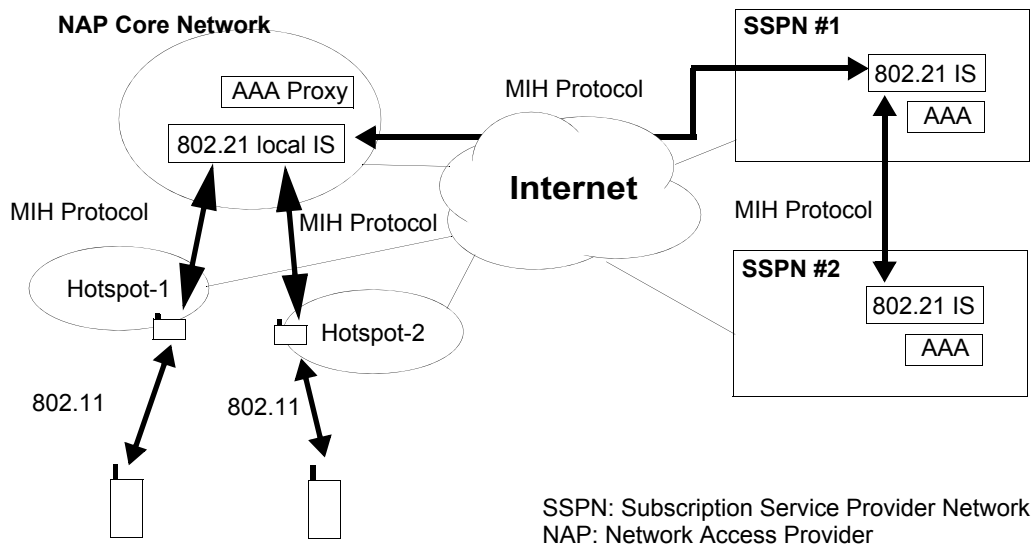 NAP Core Network
AAA Proxy
802.21 local IS
MIH Protocol
MIH Protocol
Hotspot-1
Hotspot-2
802.11
802.11
MIH Protocol
Internet
SSPN #1
802.21 IS
AAA
MIH Protocol
SSPN #2
802.21 IS
AAA
SSPN: Subscription Service Provider Network
NAP: Network Access Provider